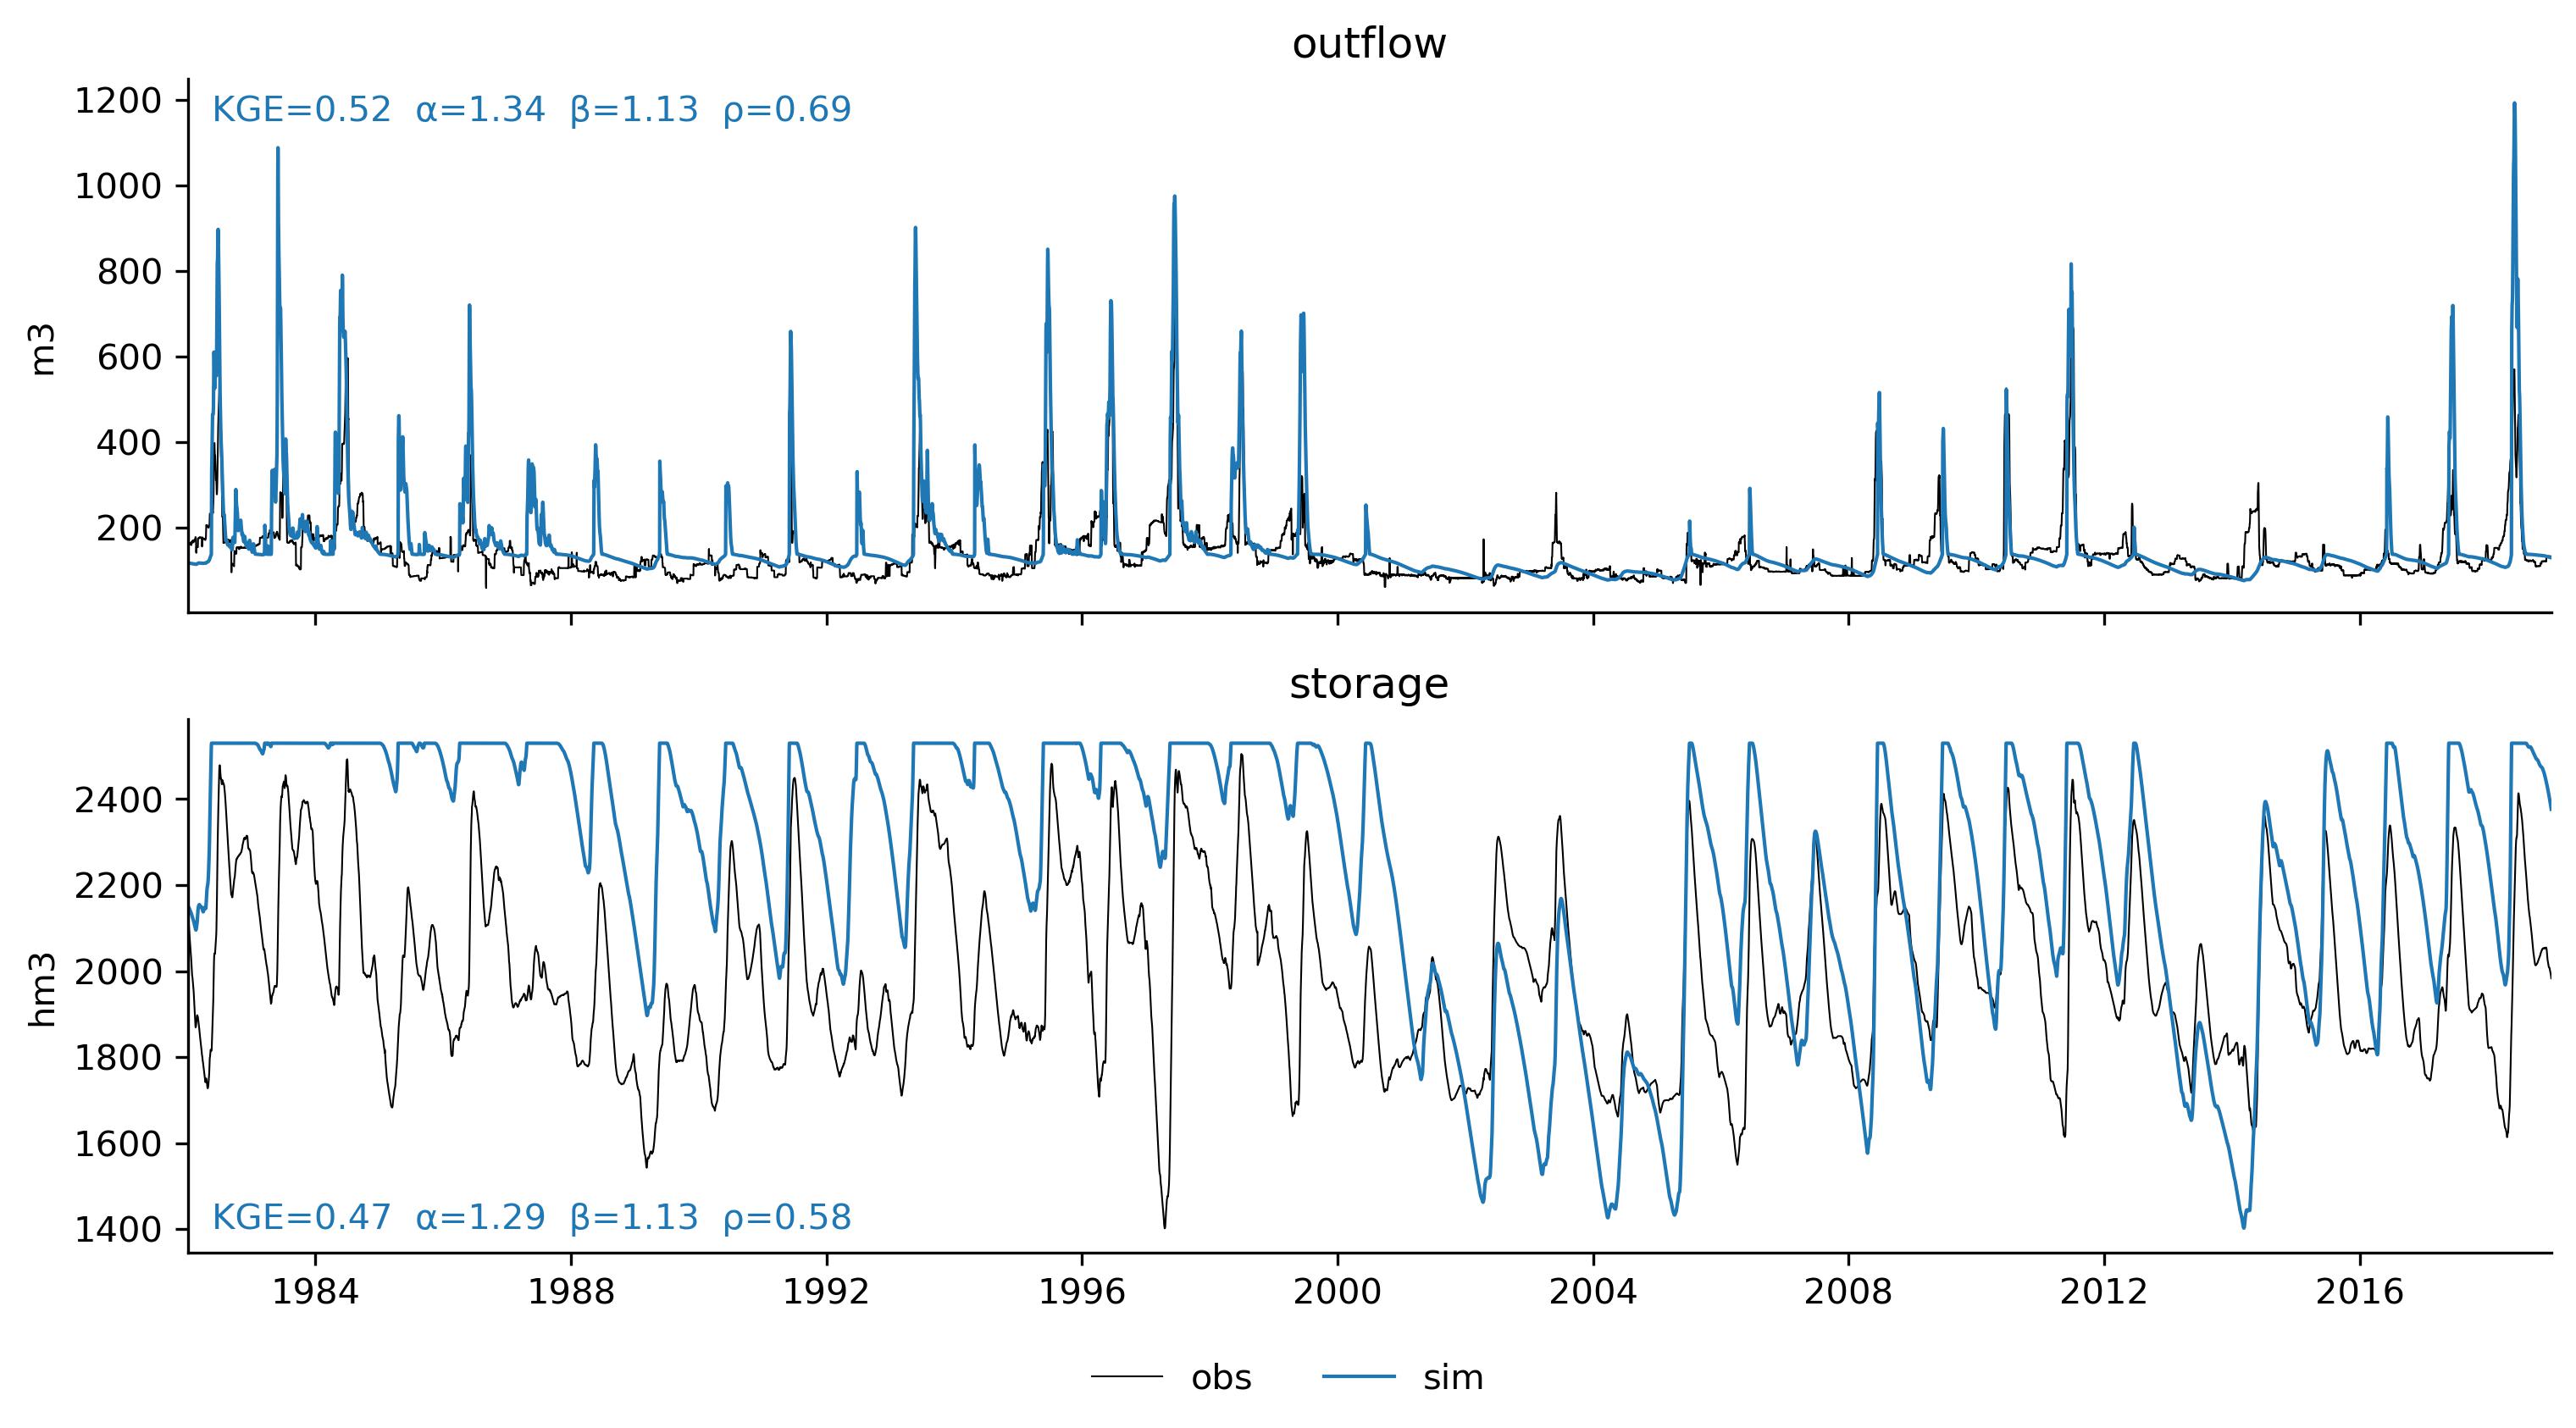 outflow
1200
KGE=0.52 α=1.34 β=1.13 ρ=0.69
1000
800
m3
600
400
200
storage
2400
2200
hm3
2000
1800
1600
KGE=0.47 α=1.29 β=1.13 ρ=0.58
1400
1984 1988 1992 1996 2000 2004 2008 2012 2016
obs sim